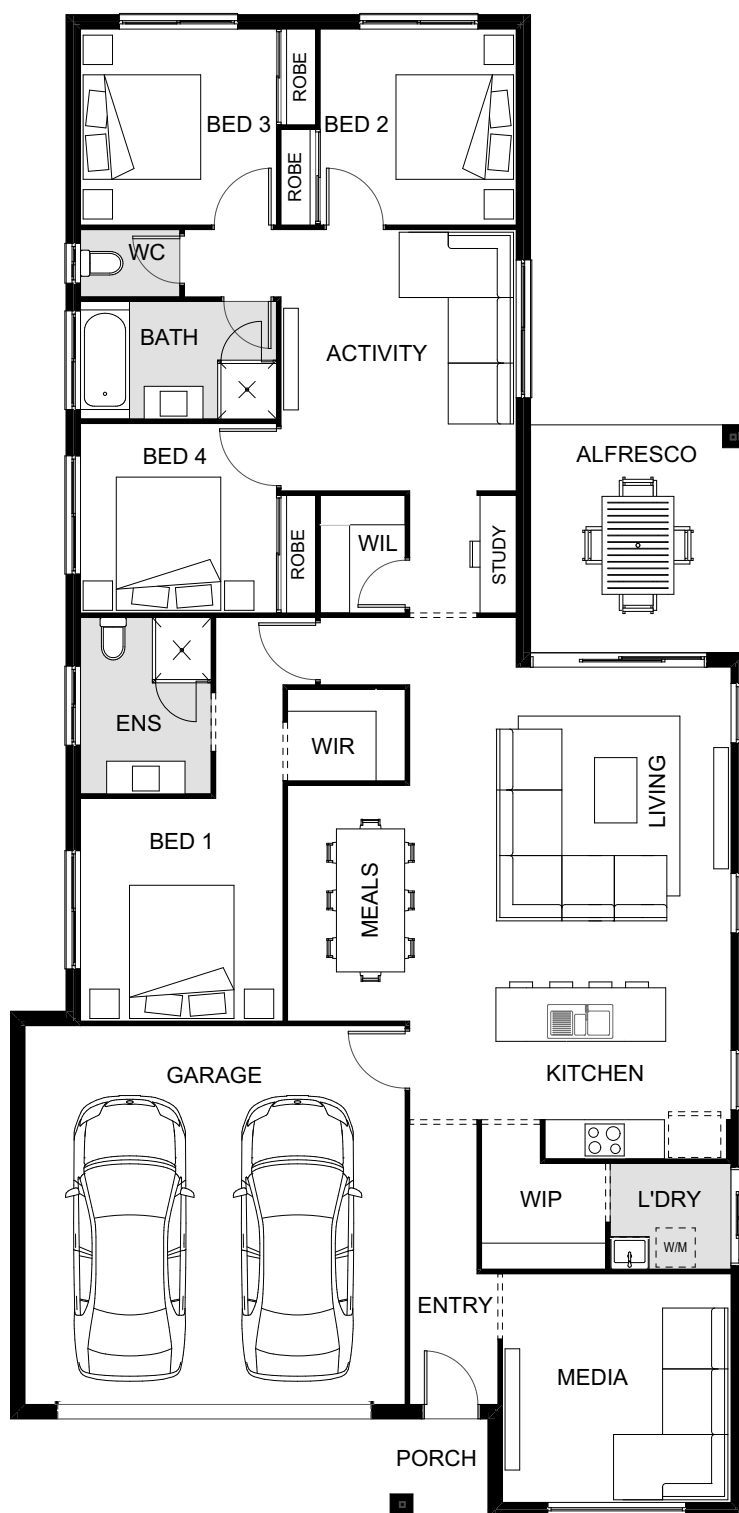 ROBE
BED 3
BED 2
ROBE
WC
BATH
ACTIVITY
BED 4
ALFRESCO
ROBE
WIL
STUDY
ENS
WIR
LIVING
BED 1
MEALS
GARAGE
KITCHEN
WIP
L'DRY
W/M
ENTRY
MEDIA
PORCH